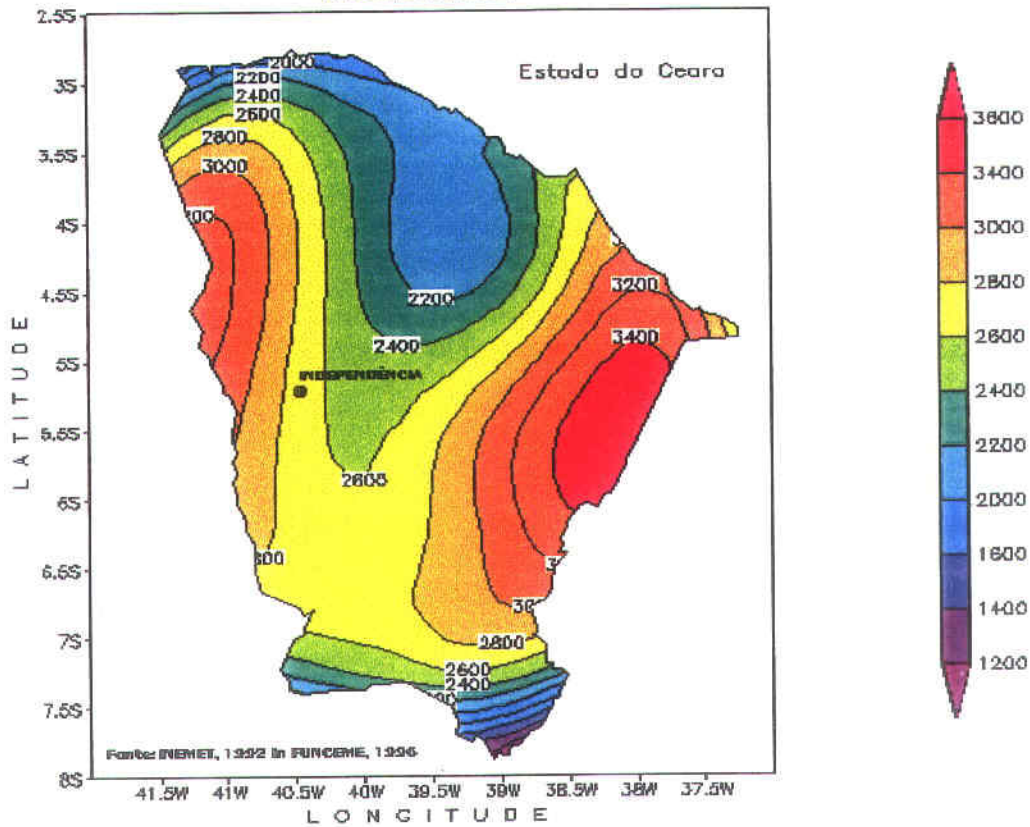 2.5S
Estado do Ceara
3S
2000
2200
2400
2600
2800
3000
3.5S
4S
4.5S
2200
3200
2400
3400
5S
INDEPENDÊNCIA
5.5S
2600
6S
6.5S
7S
2800
2600
2400
7.5S
Fonte: INEMET, 1992 in FUNCEME, 1996
8S
41.5W 41W 40.5W 40W 39.5W 39W 38.5W 38W 37.5W
LONGITUDE
LATITUDE
3600
3400
3000
2800
2600
2400
2200
2000
1600
1400
1200